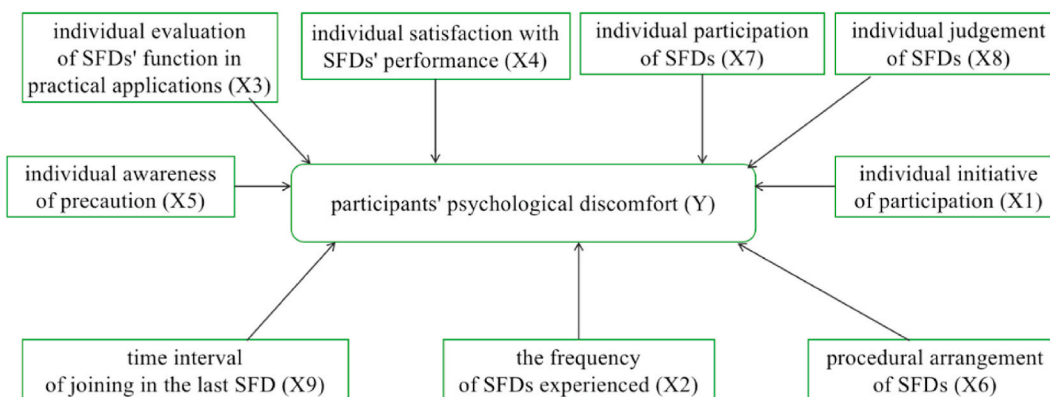 individual evaluation
of SFDs' function in
practical applications (X3)
individual satisfaction with
SFDs' performance (X4)
individual participation
of SFDs (X7)
individual judgement
of SFDs (X8)
individual awareness
of precaution (X5)
participants' psychological discomfort (Y)
individual initiative
of participation (X1)
time interval
of joining in the last SFD (X9)
the frequency
of SFDs experienced (X2)
procedural arrangement
of SFDs (X6)